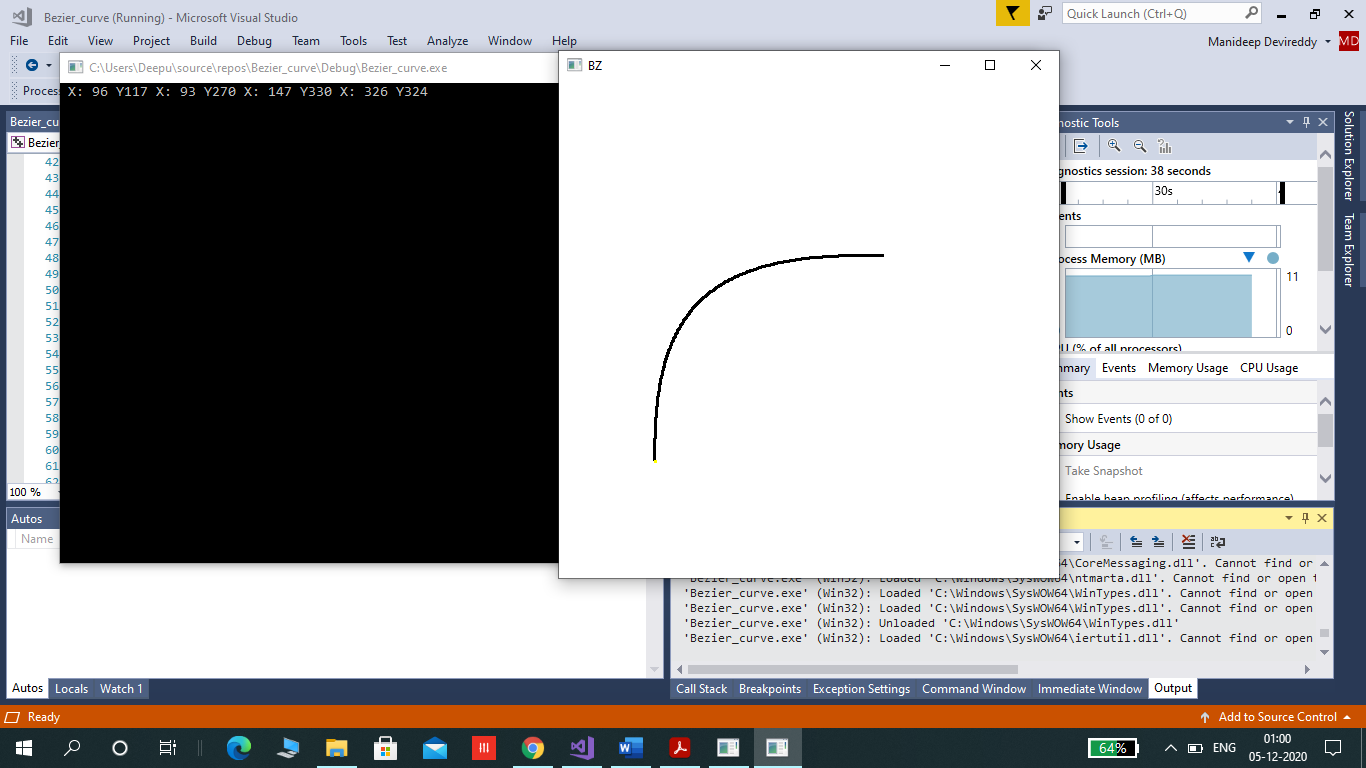 Bezier_curve (Running) - Microsoft Visual Studio
Quick Launch (Ctrl+Q)
File Edit View Project Build Debug Team Tools Test Analyze Window Help
Manideep Devireddy MD
C:\Users\Deepu\source\repos\Bezier_curve\Debug\Bezier_curve.exe
BZ
Proces
X: 96 Y117 X: 93 Y270 X: 147 Y330 X: 326 Y324
Bezier_cu
nostic Tools
Bezier
42
43
44
45
46
47
48
49
50
51
52
53
54
55
56
57
58
59
60
61
100 %
gnostics session: 38 seconds
30s
ents
ocess Memory (MB)
11
0
PU (% of all processors)
mmary Events Memory Usage CPU Usage
nts
Show Events (0 of 0)
mory Usage
Take Snapshot
Enable heap profiling (affects performance)
Solution Explorer
Team Explorer
Autos
Name
64\CoreMessaging.dll'. Cannot find or
'Bezier_curve.exe' (Win32): Loaded 'C:\Windows\SysWOW64\ntmarta.dll'. Cannot find or open
'Bezier_curve.exe' (Win32): Loaded 'C:\Windows\SysWOW64\WinTypes.dll'. Cannot find or open
'Bezier_curve.exe' (Win32): Loaded 'C:\Windows\SysWOW64\WinTypes.dll'. Cannot find or open
'Bezier_curve.exe' (Win32): Unloaded 'C:\Windows\SysWOW64\WinTypes.dll'
'Bezier_curve.exe' (Win32): Loaded 'C:\Windows\SysWOW64\iertutil.dll'. Cannot find or open
Autos Locals Watch 1
Call Stack Breakpoints Exception Settings Command Window Immediate Window Output
Ready
Add to Source Control
64%
ENG
01:00
05-12-2020